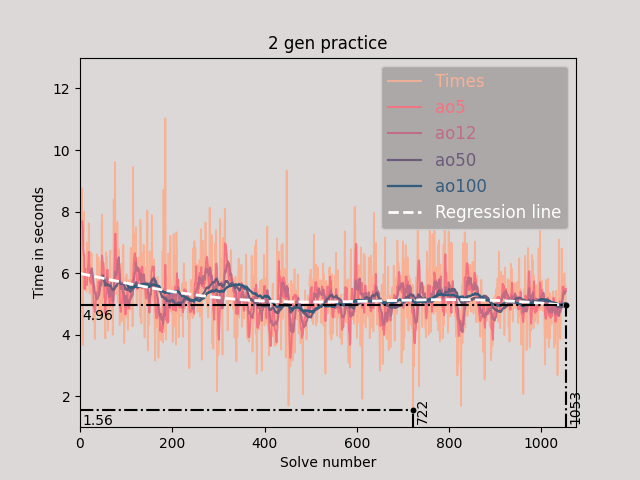 2 gen practice
Time in seconds
12
10
8
6
4
2
Times
ao5
ao12
ao50
ao100
Regression line
4.96
1.56
722
1053
0
200
400
600
800
1000
Solve number